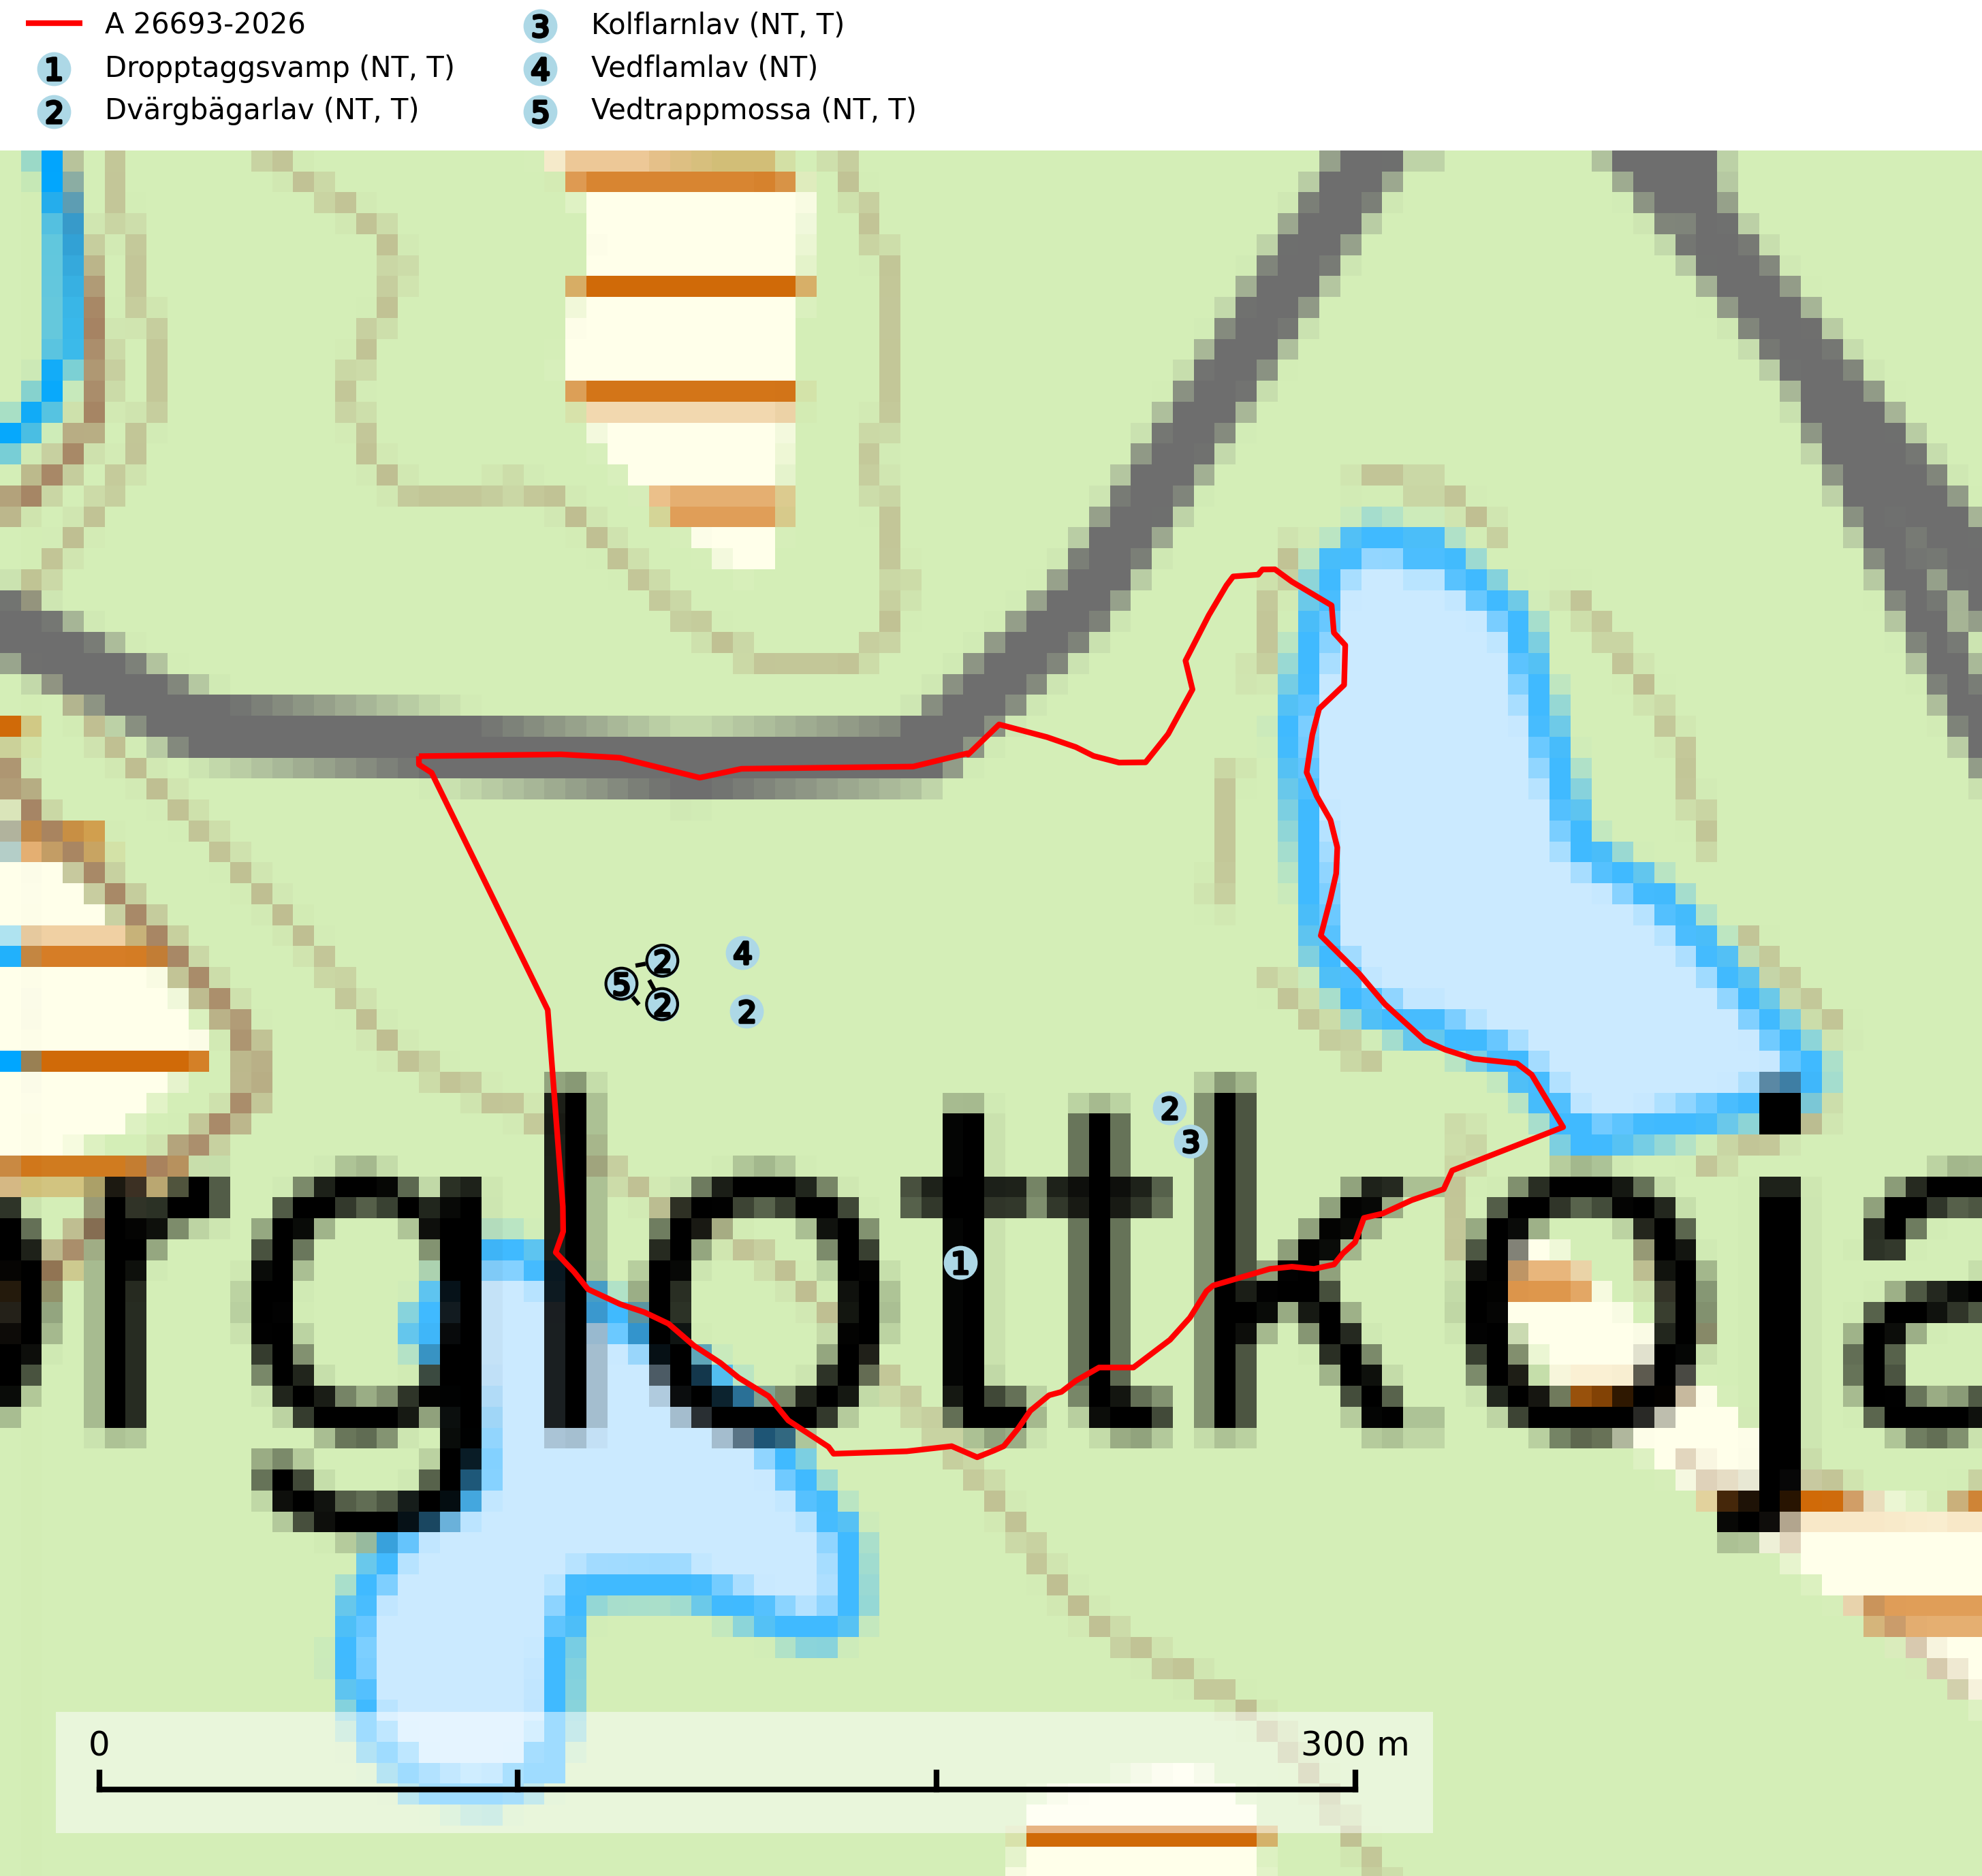 A 26693-2026
1 Dropptaggsvamp (NT, T)
2 Dvärgbägarlav (NT, T)
3 Kolflarnlav (NT, T)
4 Vedflamlav (NT)
5 Vedtrappmossa (NT, T)
2 4
5
2 2
2
3
1
0 300 m